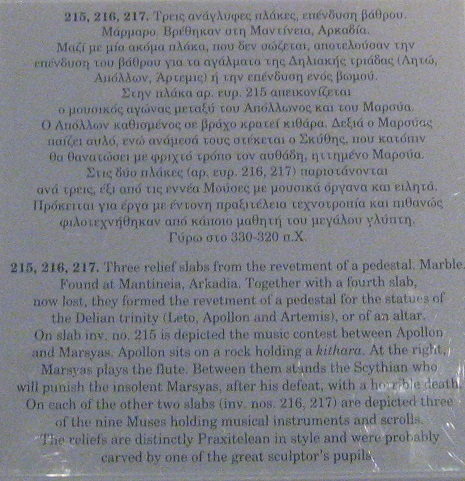 215, 216, 217. Τρεις ανάγλυφες πλάκες, επένδυση βάθρου.
Μάρμαρο. Βρέθηκαν στη Μαντίνεια, Αρκαδία.
Μαζί με μία ακόμα πλάκα, που δεν σώζεται, αποτελούσαν την
επένδυση του βάθρου για τα αγάλματα της Δηλιακής τριάδας (Λητώ,
Απόλλων, Άρτεμις) ή την επένδυση ενός βωμού.
Στην πλάκα αρ. ευρ. 215 απεικονίζεται
ο μουσικός αγώνας μεταξύ του Απόλλωνος και του Μαρσύα.
Ο Απόλλων καθισμένος σε βράχο κρατεί κιθάρα. Δεξιά ο Μαρσύας
παίζει αυλό, ενώ ανάμεσά τους στέκεται ο Σκύθης, που κατόπιν
θα θανατώσει με φριχτό τρόπο τον αυθάδη, ηττημένο Μαρσύα.
Στις δύο πλάκες (αρ. ευρ. 216, 217) παριστάνονται
ανά τρεις, έξι από τις εννέα Μούσες με μουσικά όργανα και ειλητά.
Πρόκειται για έργα με έντονη πραξιτέλεια τεχνοτροπία και πιθανώς
φιλοτεχνήθηκαν από κάποιο μαθητή του μεγάλου γλύπτη.
Γύρω στο 330-320 π.Χ.
215, 216, 217. Three relief slabs from the revetment of a pedestal. Marble.
Found at Mantineia, Arkadia. Together with a fourth slab,
now lost, they formed the revetment of a pedestal for the statues of
the Delian trinity (Leto, Apollon and Artemis), or of an altar.
On slab inv. no. 215 is depicted the music contest between Apollon
and Marsyas. Apollon sits on a rock holding a kithara. At the right,
Marsyas plays the flute. Between them stands the Scythian who
will punish the insolent Marsyas, after his defeat, with a horrible death.
On each of the other two slabs (inv. nos. 216, 217) are depicted three
of the nine Muses holding musical instruments and scrolls.
The reliefs are distinctly Praxitelean in style and were probably
carved by one of the great sculptor's pupils